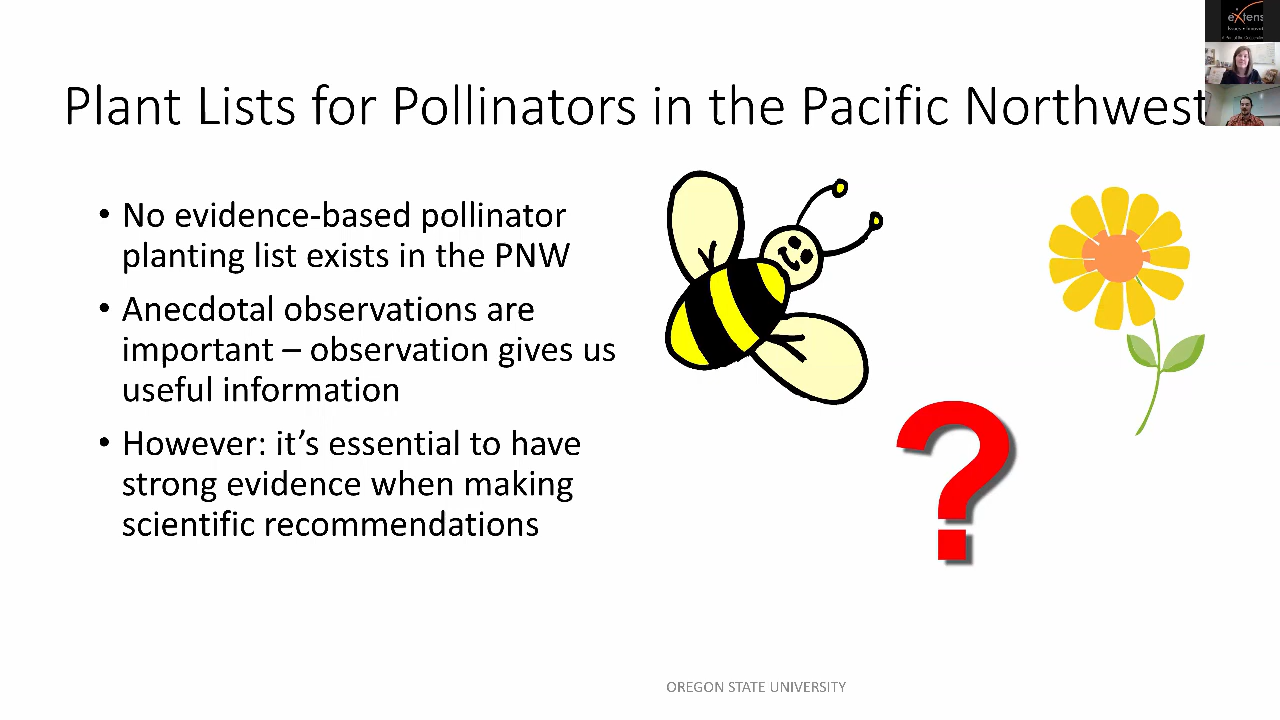 Plant Lists for Pollinators in the Pacific Northwest
• No evidence-based pollinator
planting list exists in the PNW
• Anecdotal observations are
important – observation gives us
useful information
• However: it’s essential to have
strong evidence when making
scientific recommendations
?
OREGON STATE UNIVERSITY
eXtens